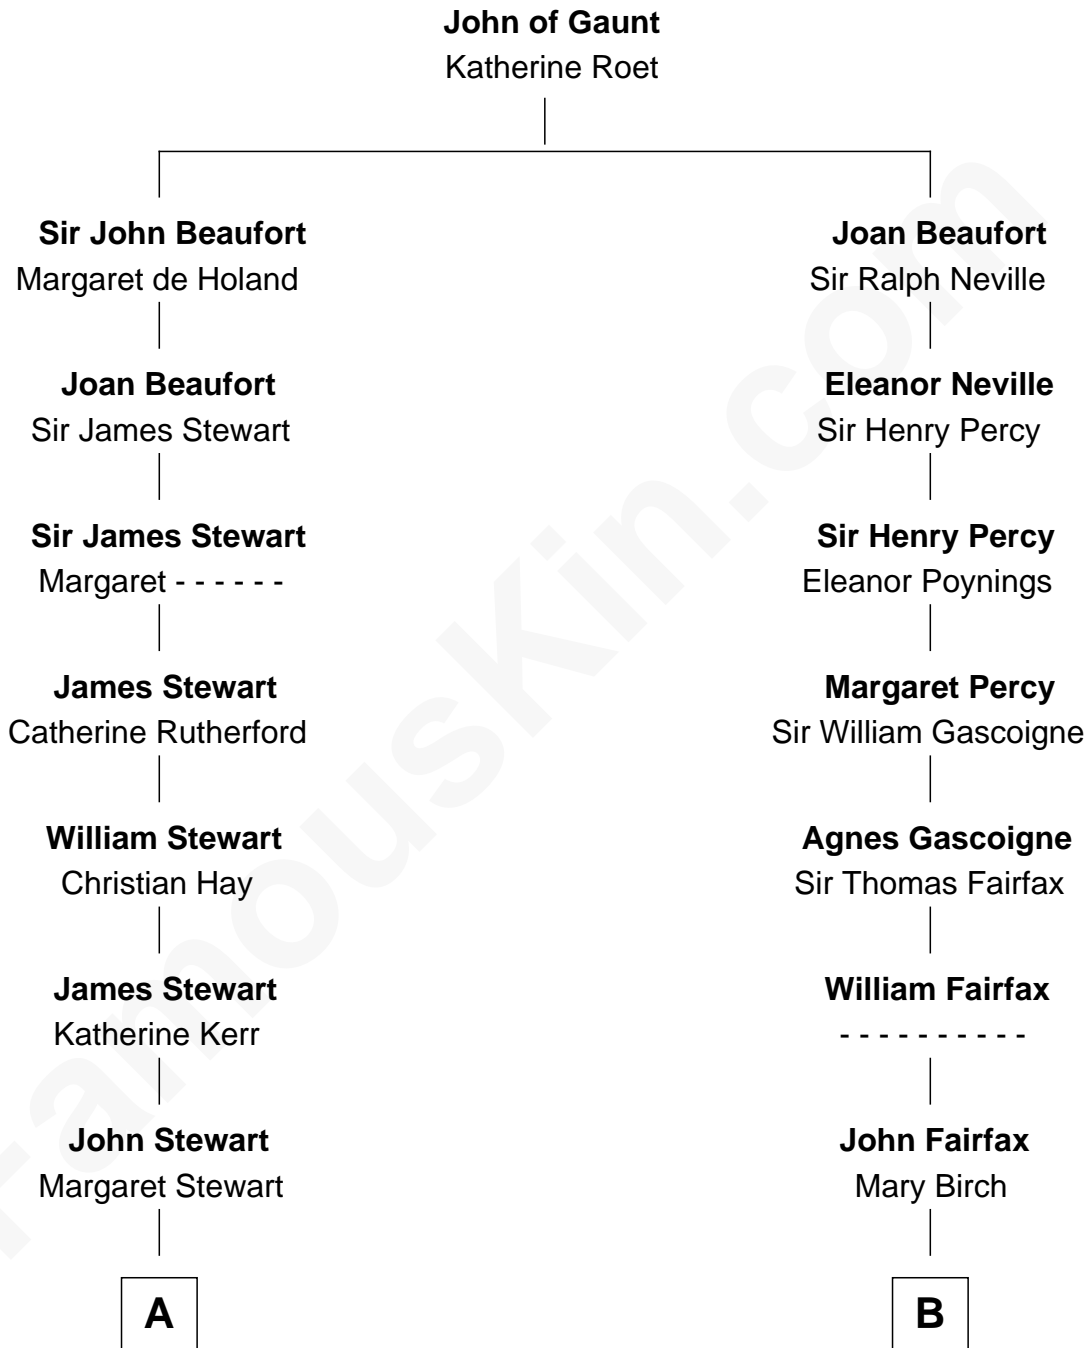 John of Gaunt
Katherine Roet
Sir John Beaufort
Margaret de Holand
Joan Beaufort
Sir Ralph Neville
Joan Beaufort
Sir James Stewart
Eleanor Neville
Sir Henry Percy
Sir James Stewart
Margaret - - - - - -
Sir Henry Percy
Eleanor Poynings
James Stewart
Catherine Rutherford
Margaret Percy
Sir William Gascoigne
William Stewart
Christian Hay
Agnes Gascoigne
Sir Thomas Fairfax
James Stewart
Katherine Kerr
William Fairfax
- - - - - - - - - -
John Stewart
Margaret Stewart
John Fairfax
Mary Birch
A
B
FamousKin.com